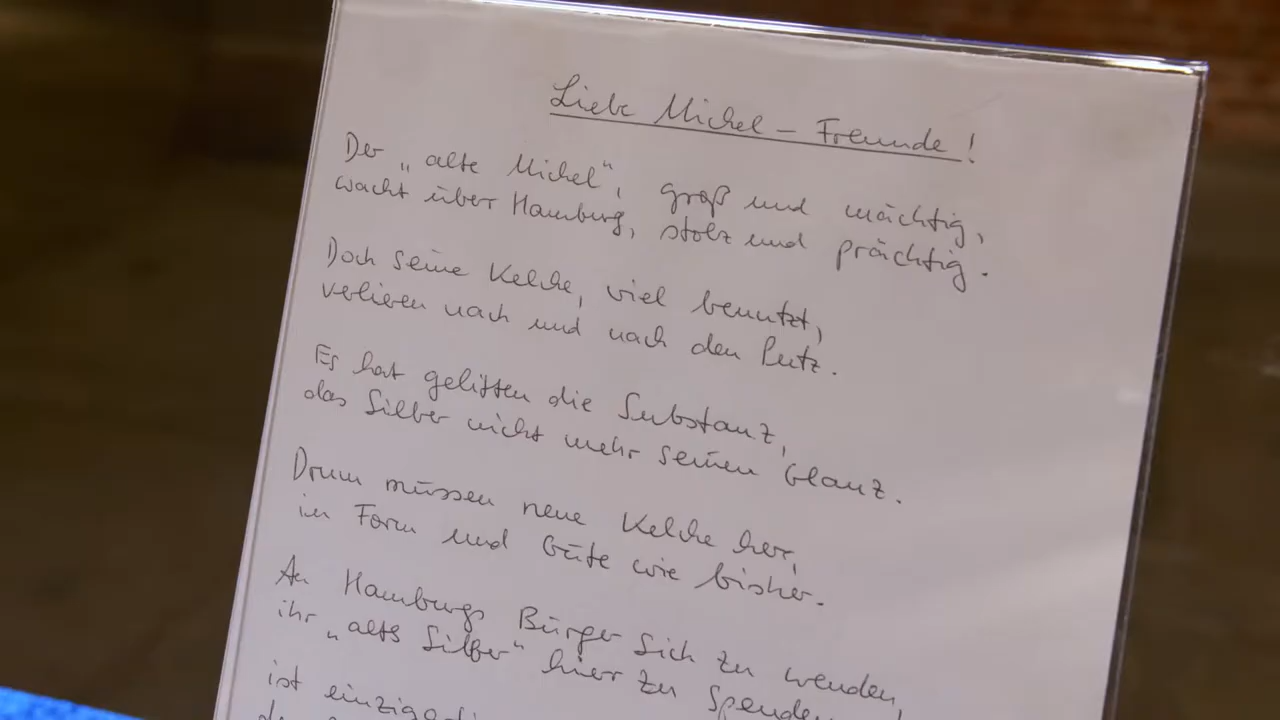 Liebe Michel – Freunde!
Der „alte Michel“, groß und mächtig,
wacht über Hamburg, stolz und prächtig.
Doch seine Kelche, viel benutzt,
verlieren nach und nach den Putz.
Es hat gelitten die Substanz,
das Silber nicht mehr seinen Glanz.
Drum müssen neue Kelche her,
in Form und Güte wie bisher.
An Hamburgs Bürger sich zu wenden,
ihr „altes Silber“ hier zu spenden,
ist